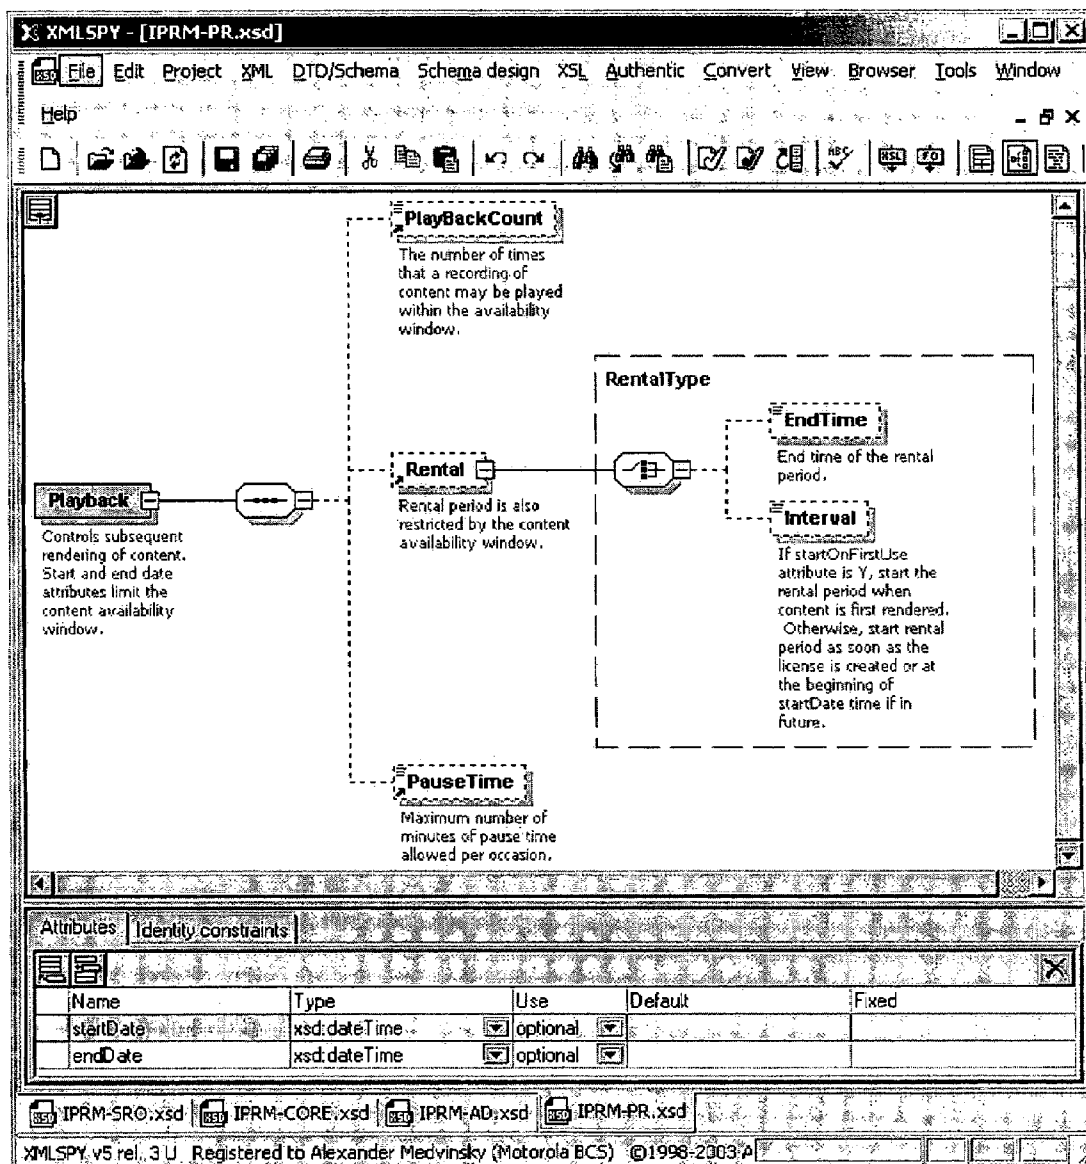 XMLSPY - [IPRM-PR.xsd]
File Edit Project XML DTD/Schema Schema design XSL Authentic Convert View Browser Tools Window
Help
PlayBackCount
The number of times
that a recording of
content may be played
within the availability
window.
RentalType
EndTime
End time of the rental
period.
Rental
Rental period is also
restricted by the content
availability window.
Interval
If startOnFirstUse
attribute is Y, start the
rental period when
content is first rendered.
Otherwise, start rental
period as soon as the
license is created or at
the beginning of
startDate time if in
future.
Playback
Controls subsequent
rendering of content.
Start and end date
attributes limit the
content availability
window.
PauseTime
Maximum number of
minutes of pause time
allowed per occasion.
Attributes Identity constraints
Name Type Use Default Fixed
startDate xsd:dateTime optional
endDate xsd:dateTime optional
IPRM-SRO.xsd IPRM-CORE.xsd IPRM-AD.xsd IPRM-PR.xsd
XMLSPY v5 rel. 3 U Registered to Alexander Medvinsky (Motorola BCS) ©1998-2003 A